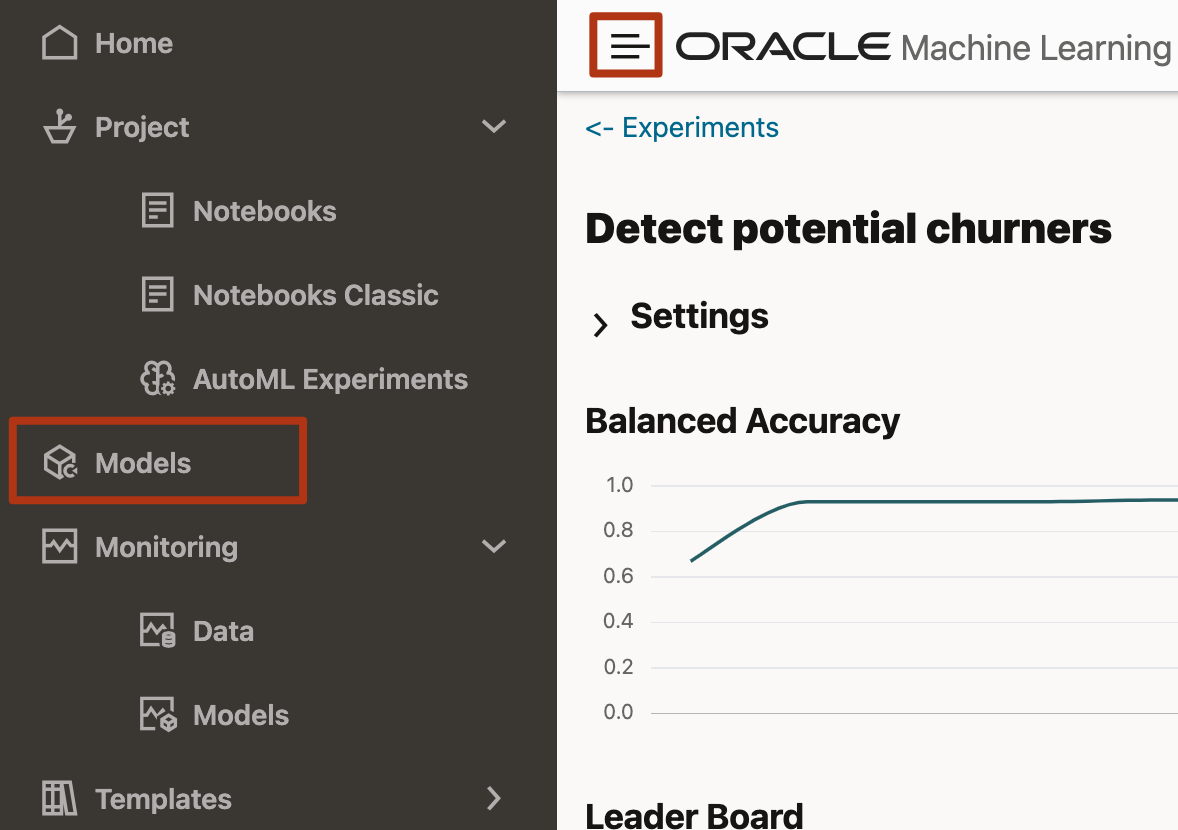 Home
Project
Notebooks
Notebooks Classic
AutoML Experiments
Models
Monitoring
Data
Models
Templates
ORACLE Machine Learning
<- Experiments
Detect potential churners
Settings
Balanced Accuracy
1.0
0.8
0.6
0.4
0.2
0.0
Leader Board